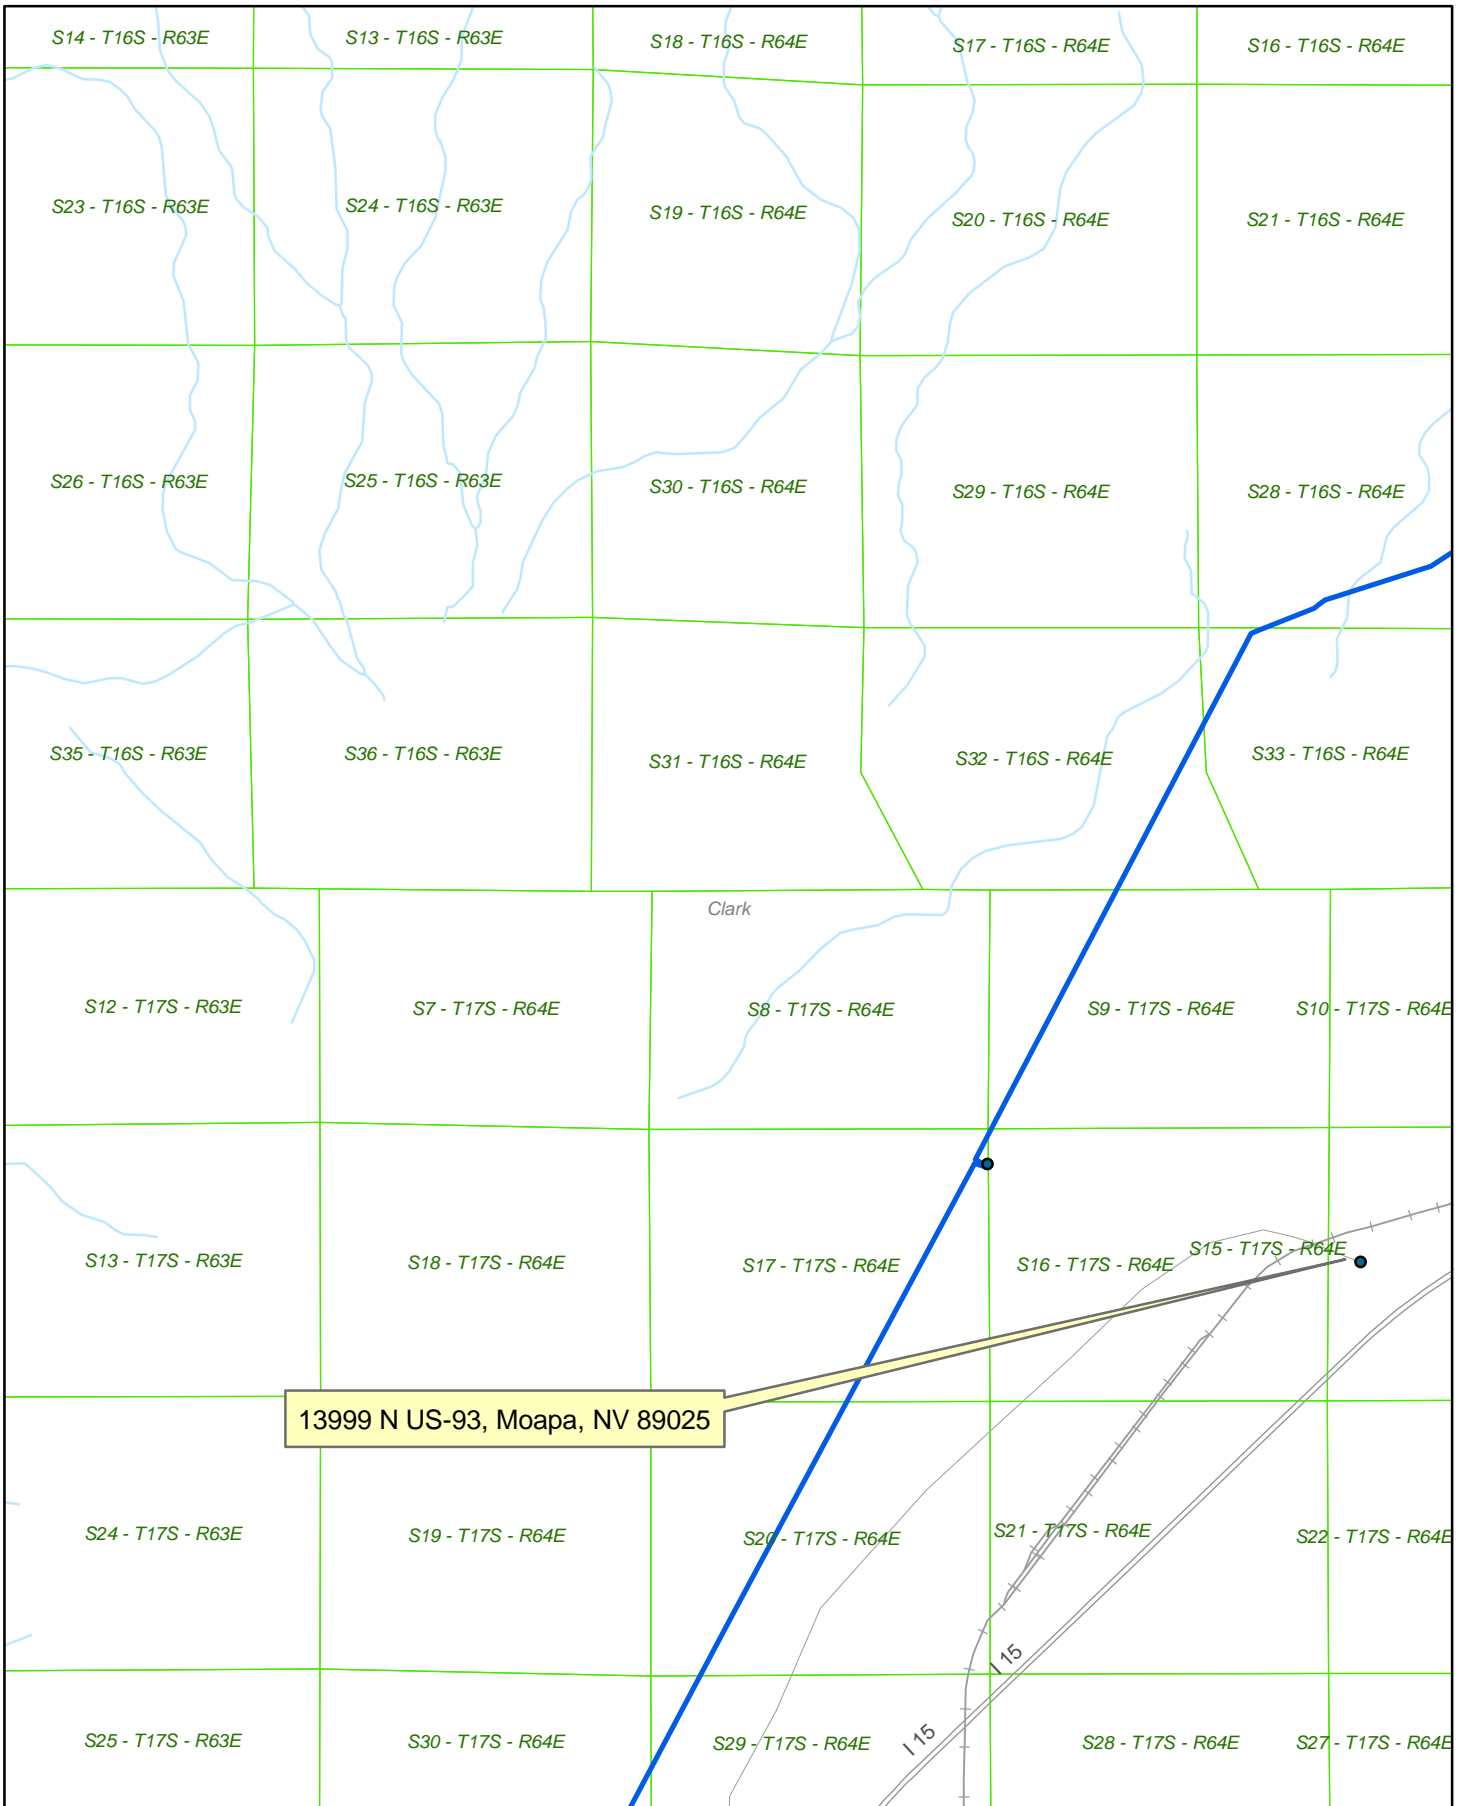 S14 - T16S - R63E
S13 - T16S - R63E
S18 - T16S - R64E
S17 - T16S - R64E
S16 - T16S - R64E
S23 - T16S - R63E
S24 - T16S - R63E
S19 - T16S - R64E
S20 - T16S - R64E
S21 - T16S - R64E
S26 - T16S - R63E
S25 - T16S - R63E
S30 - T16S - R64E
S29 - T16S - R64E
S28 - T16S - R64E
S35 - T16S - R63E
S36 - T16S - R63E
S31 - T16S - R64E
S32 - T16S - R64E
S33 - T16S - R64E
Clark
S12 - T17S - R63E
S7 - T17S - R64E
S8 - T17S - R64E
S9 - T17S - R64E
S10 - T17S - R64E
S13 - T17S - R63E
S18 - T17S - R64E
S17 - T17S - R64E
S16 - T17S - R64E
S15 - T17S - R64E
13999 N US-93, Moapa, NV 89025
S24 - T17S - R63E
S19 - T17S - R64E
S20 - T17S - R64E
S21 - T17S - R64E
S22 - T17S - R64E
I 15
I 15
S25 - T17S - R63E
S30 - T17S - R64E
S29 - T17S - R64E
S28 - T17S - R64E
S27 - T17S - R64E